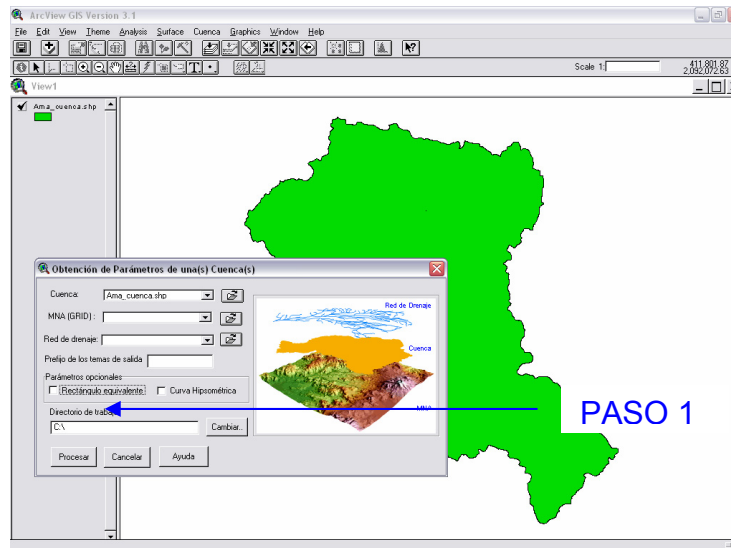 ArcView GIS Version 3.1
File Edit View Theme Analysis Surface Cuenca Graphics Window Help
Scale 1:
411,801.87
2,092,072.63
View1
Ama_cuenca.shp
Obtención de Parámetros de una(s) Cuenca(s)
Cuenca: Ama_cuenca.shp
MNA (GRID) :
Red de drenaje:
Prefijo de los temas de salida
Parámetros opcionales
Rectángulo equivalente
Curva Hipsométrica
Directorio de trabajo
C:\
Cambiar..
Procesar Cancelar Ayuda
Red de Drenaje
Cuenca
MNA
PASO 1